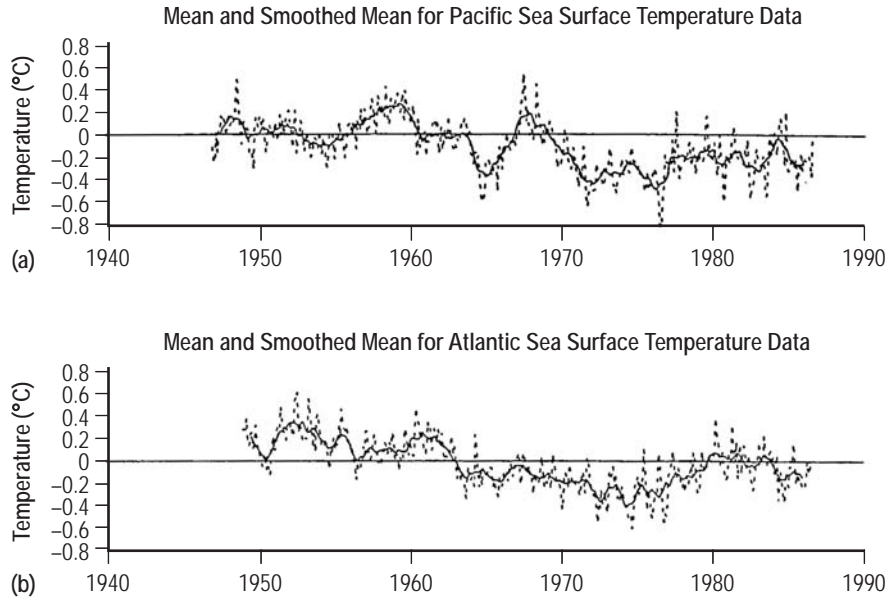 Mean and Smoothed Mean for Pacific Sea Surface Temperature Data
Temperature (°C)
0.8
0.6
0.4
0.2
0
−0.2
−0.4
−0.6
−0.8
(a)
1940 1950 1960 1970 1980 1990
Mean and Smoothed Mean for Atlantic Sea Surface Temperature Data
Temperature (°C)
0.8
0.6
0.4
0.2
0
−0.2
−0.4
−0.6
−0.8
(b)
1940 1950 1960 1970 1980 1990